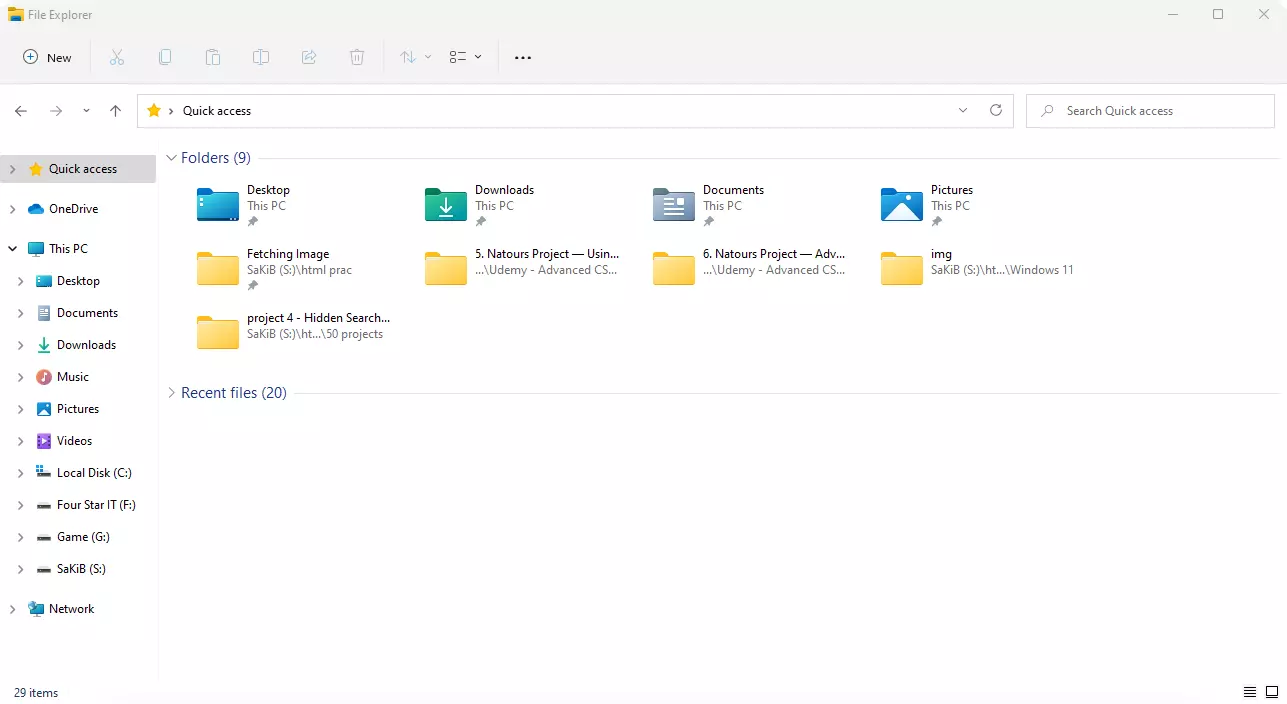 File Explorer
New
Quick access
Search Quick access
Quick access
OneDrive
This PC
Desktop
Documents
Downloads
Music
Pictures
Videos
Local Disk (C:)
Four Star IT (F:)
Game (G:)
SaKiB (S:)
Network
Folders (9)
Desktop
This PC
Downloads
This PC
Documents
This PC
Pictures
This PC
Fetching Image
SaKiB (S:)\html prac
5. Natours Project — Usin...
...\Udemy - Advanced CS...
6. Natours Project — Adv...
...\Udemy - Advanced CS...
img
SaKiB (S:)\ht...\Windows 11
project 4 - Hidden Search...
SaKiB (S:)\ht...\50 projects
Recent files (20)
29 items